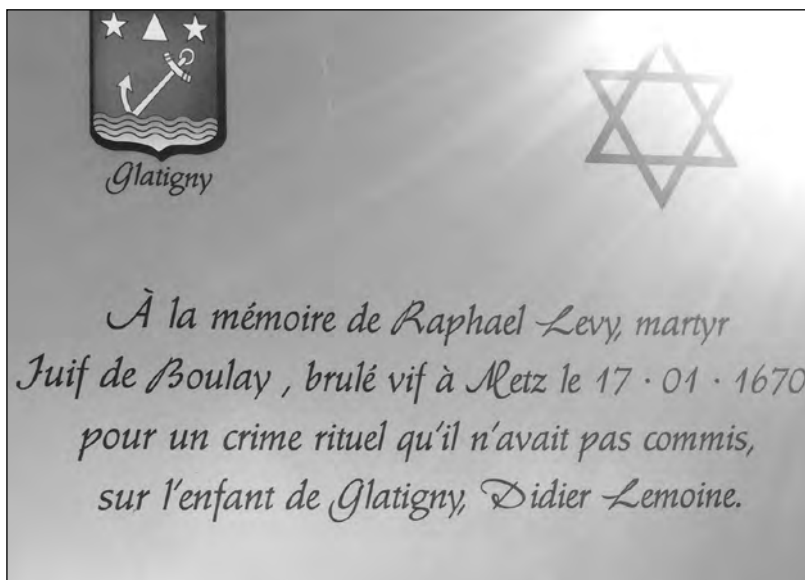 Glatigny
À la mémoire de Raphael Levy, martyr
Juif de Boulay , brulé vif à Metz le 17 · 01 · 1670
pour un crime rituel qu'il n'avait pas commis,
sur l'enfant de Glatigny, Didier Lemoine.